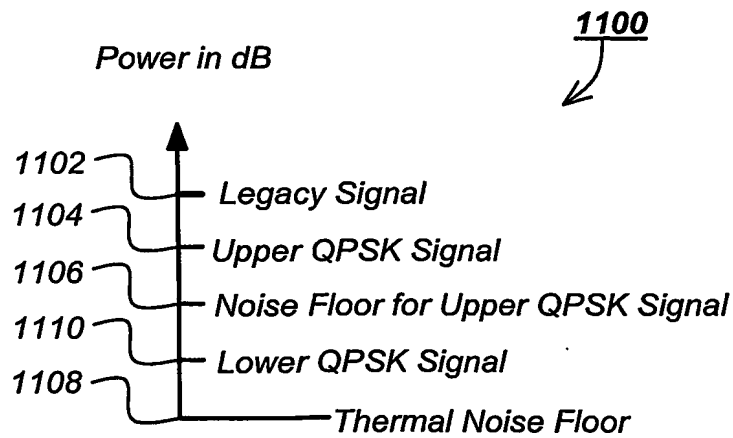 1100
Power in dB
1102
Legacy Signal
1104
Upper QPSK Signal
1106
Noise Floor for Upper QPSK Signal
1110
Lower QPSK Signal
1108
Thermal Noise Floor